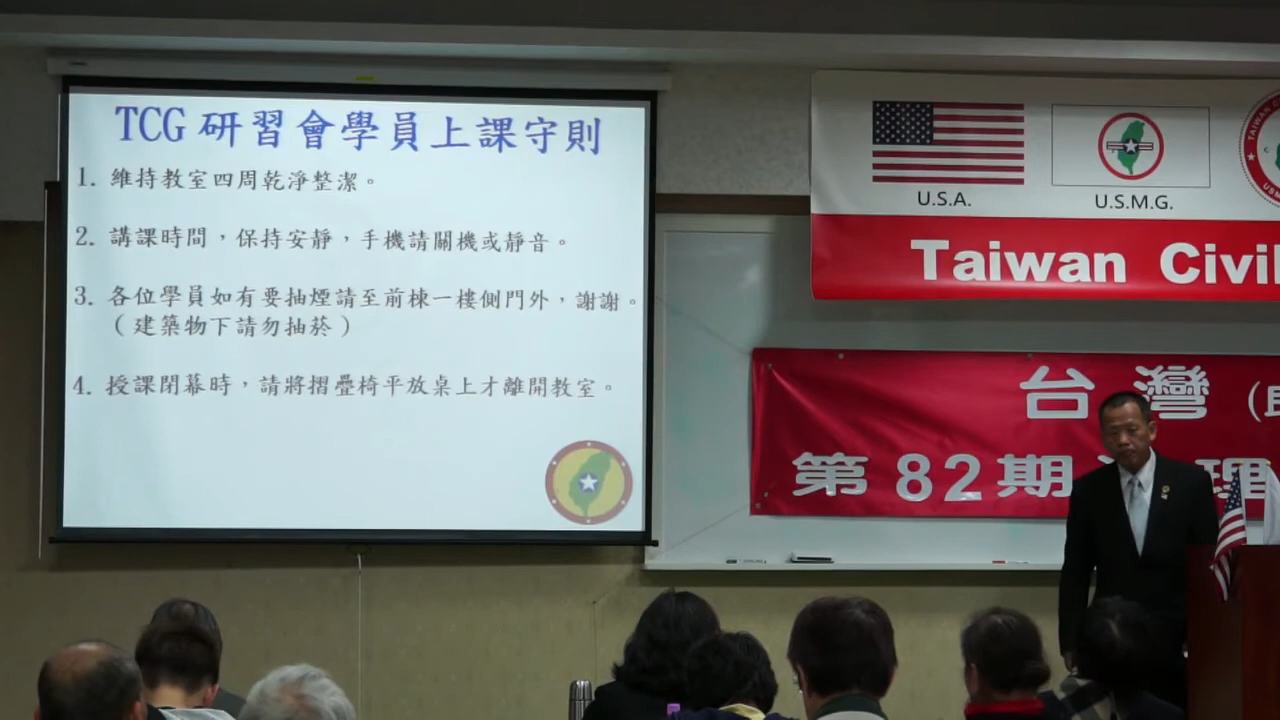 TCG 研習會學員上課守則
1. 維持教室四周乾淨整潔。
2. 講課時間，保持安靜，手機請關機或靜音。
3. 各位學員如有要抽煙請至前棟一樓側門外，謝謝。
（建築物下請勿抽菸）
4. 授課閉幕時，請將摺疊椅平放桌上才離開教室。
U.S.A.
U.S.M.G.
Taiwan Civil
台灣
第82期 理